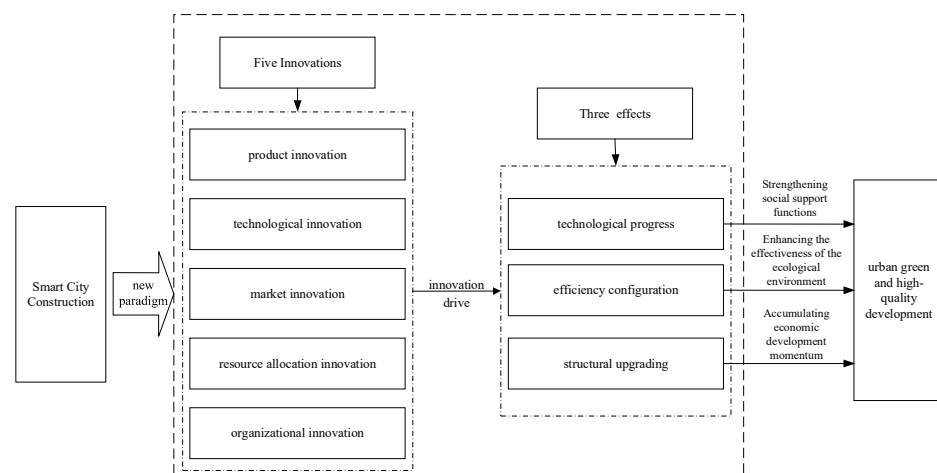 Five Innovations
Three effects
product innovation
technological innovation
market innovation
resource allocation innovation
organizational innovation
Smart City
Construction
new
paradigm
innovation
drive
technological progress
efficiency configuration
structural upgrading
Strengthening
social support
functions
Enhancing the
effectiveness of the
ecological
environment
Accumulating
economic
development
momentum
urban green
and high-
quality
development